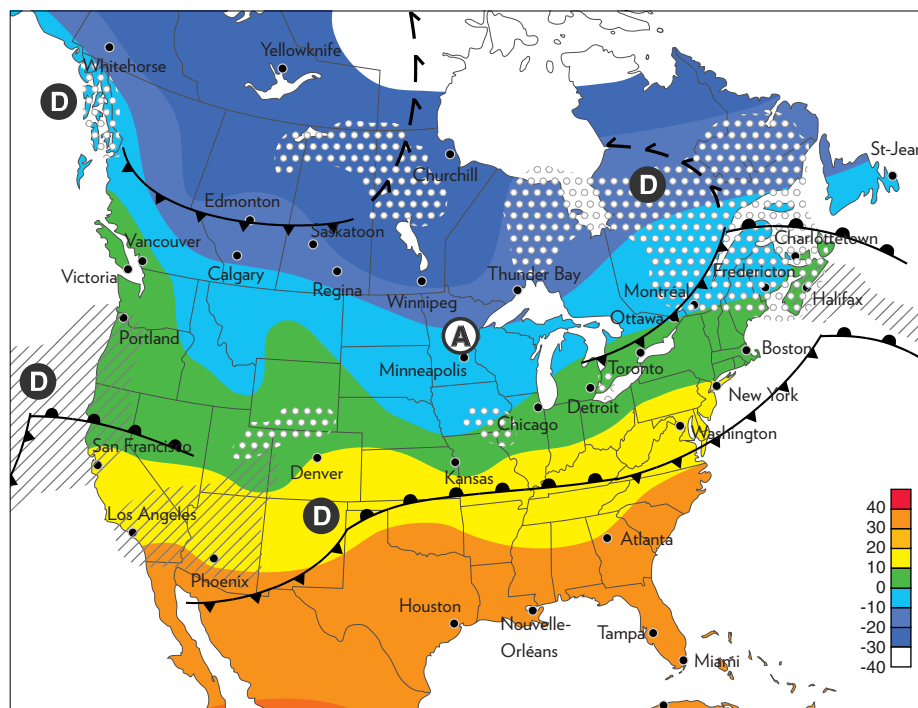 Yellowknife
Whitehorse
D
St-Jean
Churchill
D
Edmonton
Saskatoon
Vancouver
Charlottetown
Calgary
Victoria
Regina
Thunder Bay
Fredericton
Winnipeg
Montréal
Halifax
Ottawa
Portland
A
Minneapolis
Toronto
Boston
D
New York
Detroit
Chicago
San Francisco
Washington
Denver
Kansas
Los Angeles
D
Atlanta
Phoenix
Houston
Nouvelle-
Orléans
Tampa
Miami
40
30
20
10
0
-10
-20
-30
-40